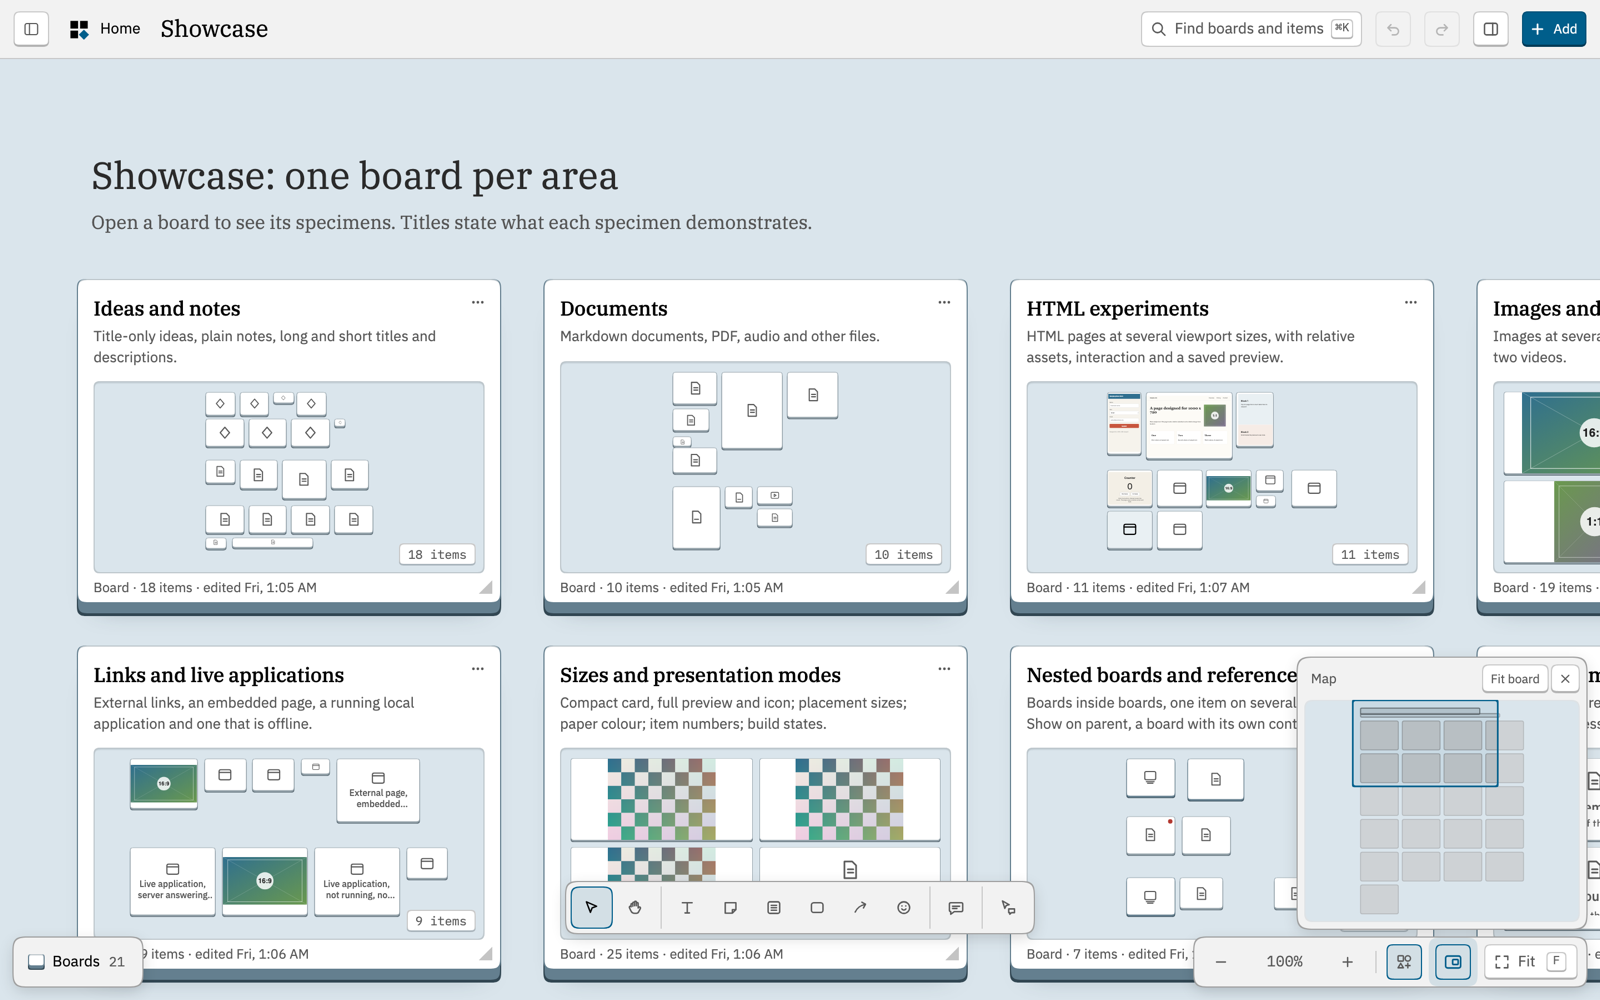 Home
Showcase
Find boards and items
⌘K
Add
Showcase: one board per area
Open a board to see its specimens. Titles state what each specimen demonstrates.
Ideas and notes
Title-only ideas, plain notes, long and short titles and
descriptions.
18 items
Board · 18 items · edited Fri, 1:05 AM
Documents
Markdown documents, PDF, audio and other files.
10 items
Board · 10 items · edited Fri, 1:05 AM
HTML experiments
HTML pages at several viewport sizes, with relative
assets, interaction and a saved preview.
11 items
Board · 11 items · edited Fri, 1:07 AM
Images and
Images at
two videos.
16:
1:1
Board · 19 items ·
Links and live applications
External links, an embedded page, a running local
application and one that is offline.
16:9
External page,
embedded...
Live application,
server answering..
16:9
Live application,
not running, no...
9 items
9 items · edited Fri, 1:06 AM
Sizes and presentation modes
Compact card, full preview and icon; placement sizes;
paper colour; item numbers; build states.
Board · 25 items · edited Fri, 1:06 AM
Nested boards and reference
Boards inside boards, one item on several
Show on parent, a board with its own cont
Board · 7 items,
Map
Fit board
Boards
21
100%
Fit
F